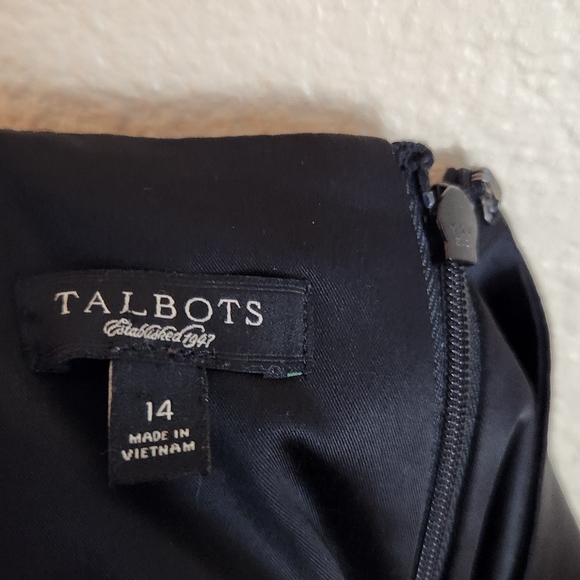 TALBOTS
Established 1947
14
MADE IN
VIETNAM